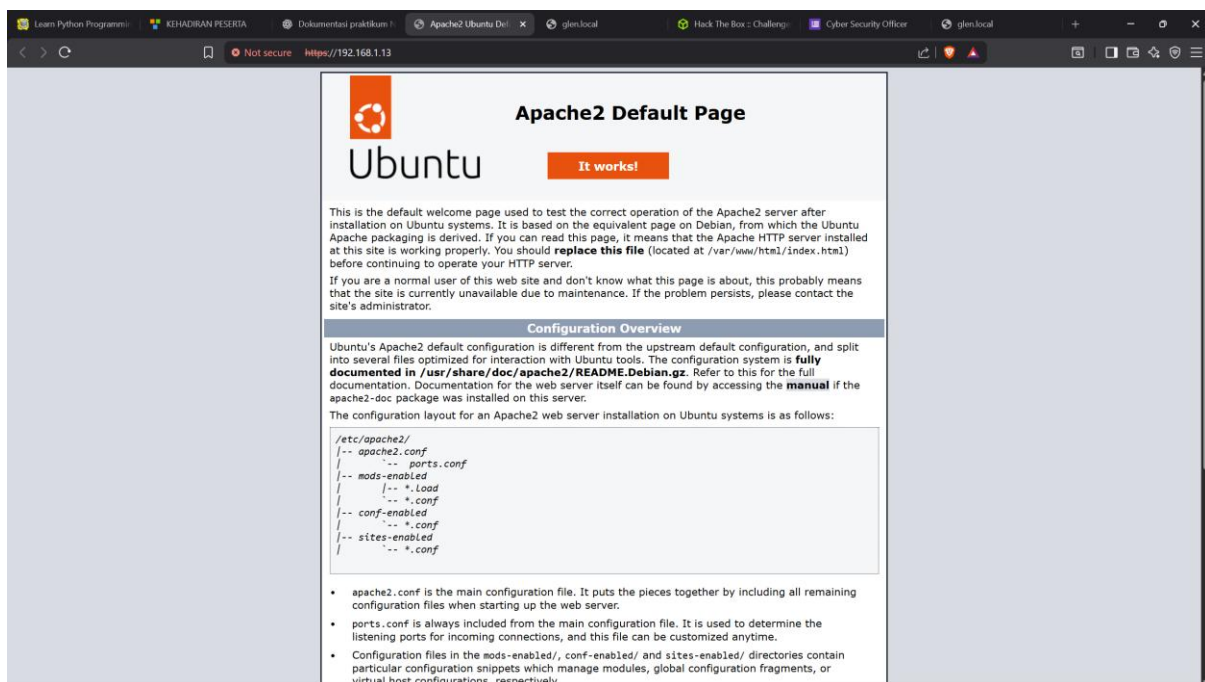 Learn Python Programmin
KEHADIRAN PESERTA
Dokumentasi praktikum
Apache2 Ubuntu De
glen.local
Hack The Box :: Challeng
Cyber Security Officer
glen.local
Not secure https://192.168.1.13
Apache2 Default Page
Ubuntu
It works!
This is the default welcome page used to test the correct operation of the Apache2 server after
installation on Ubuntu systems. It is based on the equivalent page on Debian, from which the Ubuntu
Apache packaging is derived. If you can read this page, it means that the Apache HTTP server installed
at this site is working properly. You should replace this file (located at /var/www/html/index.html)
before continuing to operate your HTTP server.
If you are a normal user of this web site and don't know what this page is about, this probably means
that the site is currently unavailable due to maintenance. If the problem persists, please contact the
site's administrator.
Configuration Overview
Ubuntu's Apache2 default configuration is different from the upstream default configuration, and split
into several files optimized for interaction with Ubuntu tools. The configuration system is fully
documented in /usr/share/doc/apache2/README.Debian.gz. Refer to this for the full
documentation. Documentation for the web server itself can be found by accessing the manual if the
apache2-doc package was installed on this server.
The configuration layout for an Apache2 web server installation on Ubuntu systems is as follows:
/etc/apache2/
|-- apache2.conf
|       `--  ports.conf
|-- mods-enabled
|       |-- *.load
|       `-- *.conf
|-- conf-enabled
|       `-- *.conf
|-- sites-enabled
|       `-- *.conf
• apache2.conf is the main configuration file. It puts the pieces together by including all remaining
configuration files when starting up the web server.
• ports.conf is always included from the main configuration file. It is used to determine the
listening ports for incoming connections, and this file can be customized anytime.
• Configuration files in the mods-enabled/, conf-enabled/ and sites-enabled/ directories contain
particular configuration snippets which manage modules, global configuration fragments, or
virtual host configurations, respectively.